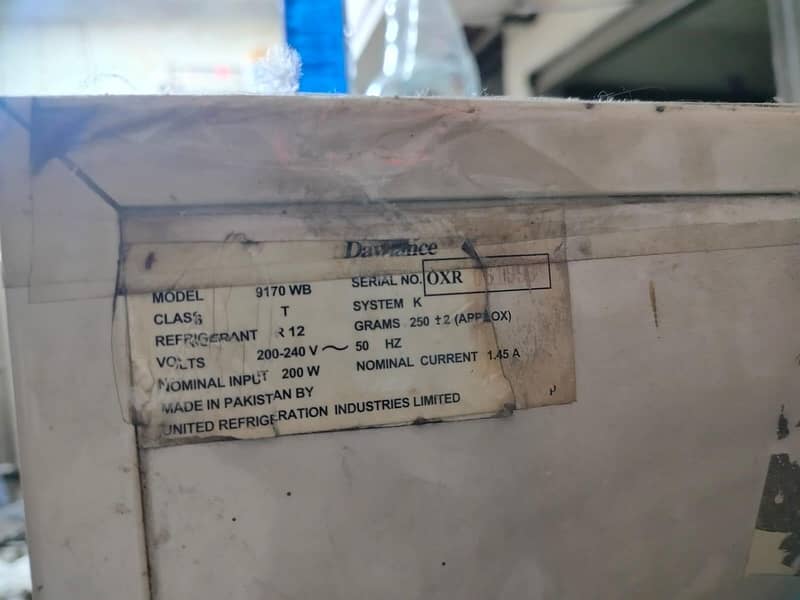 Dawlance
MODEL 9170 WB SERIAL NO. OXR
CLASS T SYSTEM K
REFRIGERANT R 12 GRAMS 250 ±2 (APPROX)
VOLTS 200-240 V ~ 50 HZ
NOMINAL INPUT 200 W NOMINAL CURRENT 1.45 A
MADE IN PAKISTAN BY
UNITED REFRIGERATION INDUSTRIES LIMITED